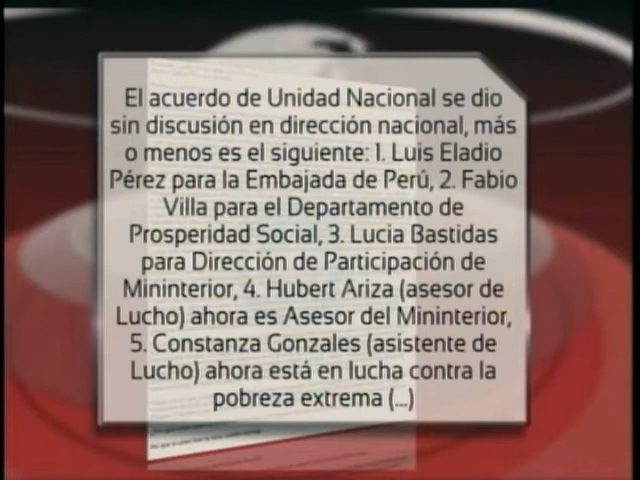 El acuerdo de Unidad Nacional se dio
sin discusión en dirección nacional, más
o menos es el siguiente: 1. Luis Eladio
Pérez para la Embajada de Perú, 2. Fabio
Villa para el Departamento de
Prosperidad Social, 3. Lucia Bastidas
para Dirección de Participación de
Mininterior, 4. Hubert Ariza (asesor de
Lucho) ahora es Asesor del Mininterior,
5. Constanza Gonzales (asistente de
Lucho) ahora está en lucha contra la
pobreza extrema (...)